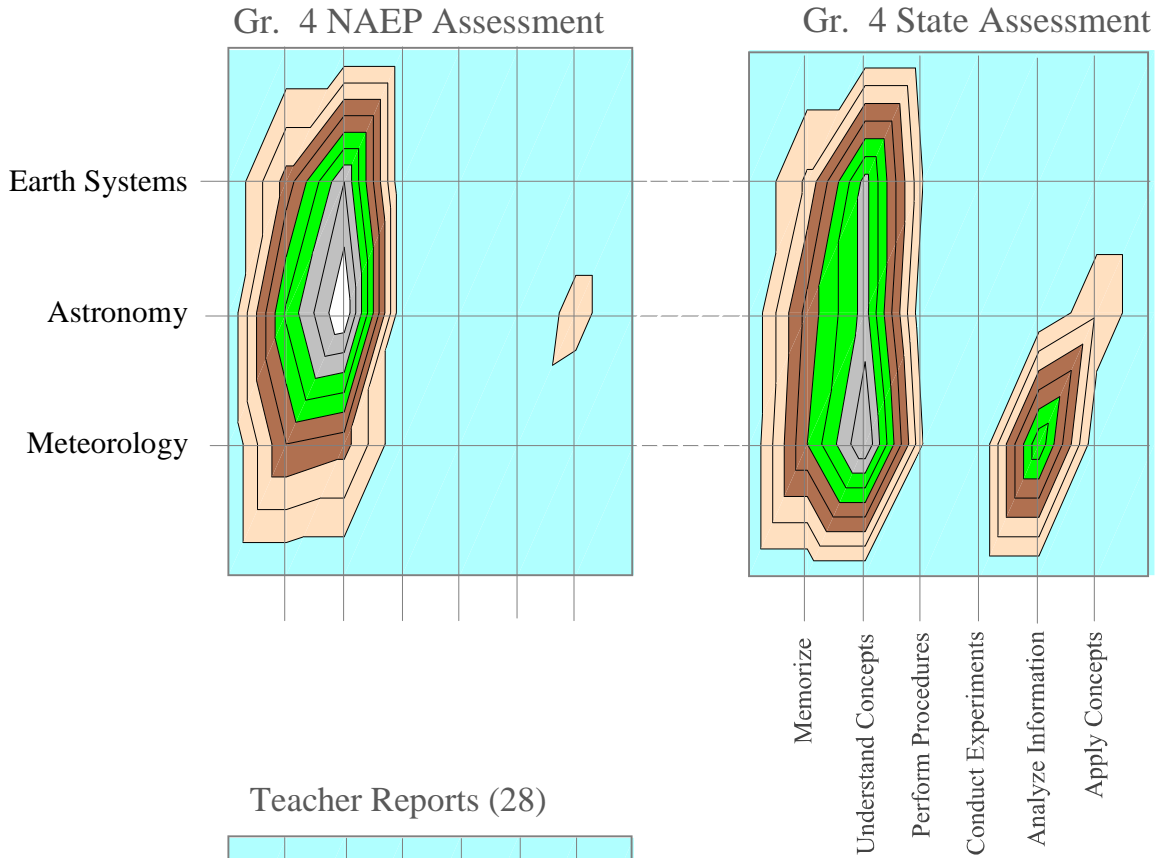 Gr. 4 NAEP Assessment
Gr. 4 State Assessment
Earth Systems
Astronomy
Meteorology
Memorize
Understand Concepts
Perform Procedures
Conduct Experiments
Analyze Information
Apply Concepts
Teacher Reports (28)